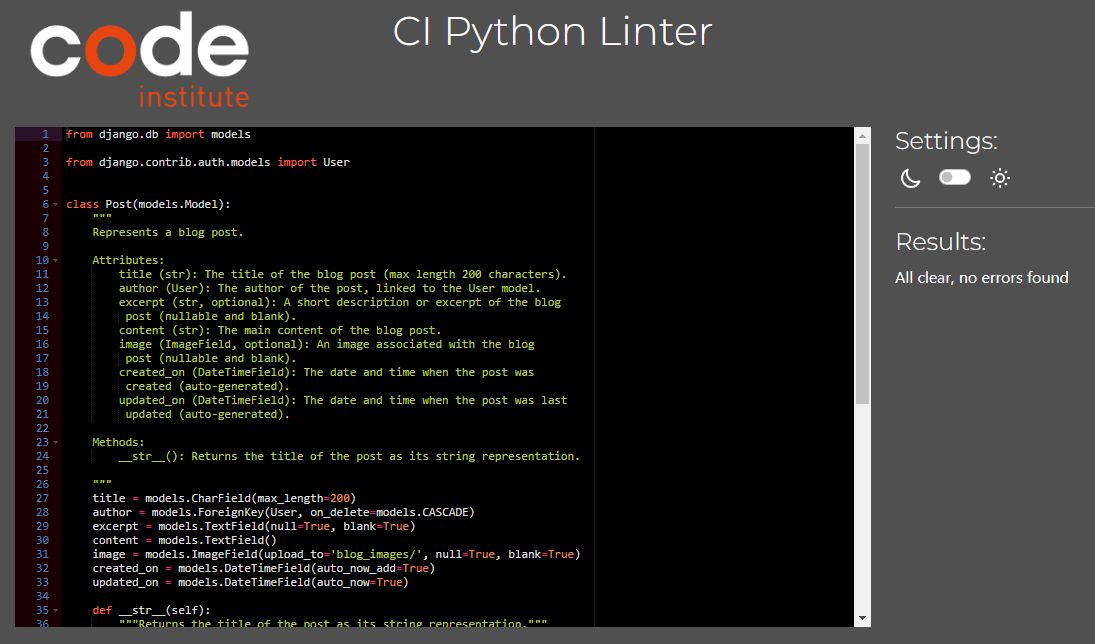 code
institute
CI Python Linter
1 from django.db import models
2
3 from django.contrib.auth.models import User
4
5
6 class Post(models.Model):
7     """
8     Represents a blog post.
9
10     Attributes:
11         title (str): The title of the blog post (max length 200 characters).
12         author (User): The author of the post, linked to the User model.
13         excerpt (str, optional): A short description or excerpt of the blog
14          post (nullable and blank).
15         content (str): The main content of the blog post.
16         image (ImageField, optional): An image associated with the blog
17          post (nullable and blank).
18         created_on (DateTimeField): The date and time when the post was
19          created (auto-generated).
20         updated_on (DateTimeField): The date and time when the post was last
21          updated (auto-generated).
22
23     Methods:
24         __str__(): Returns the title of the post as its string representation.
25
26     """
27     title = models.CharField(max_length=200)
28     author = models.ForeignKey(User, on_delete=models.CASCADE)
29     excerpt = models.TextField(null=True, blank=True)
30     content = models.TextField()
31     image = models.ImageField(upload_to='blog_images/', null=True, blank=True)
32     created_on = models.DateTimeField(auto_now_add=True)
33     updated_on = models.DateTimeField(auto_now=True)
34
35     def __str__(self):
36         """Returns the title of the post as its string representation."""
Settings:
Results:
All clear, no errors found